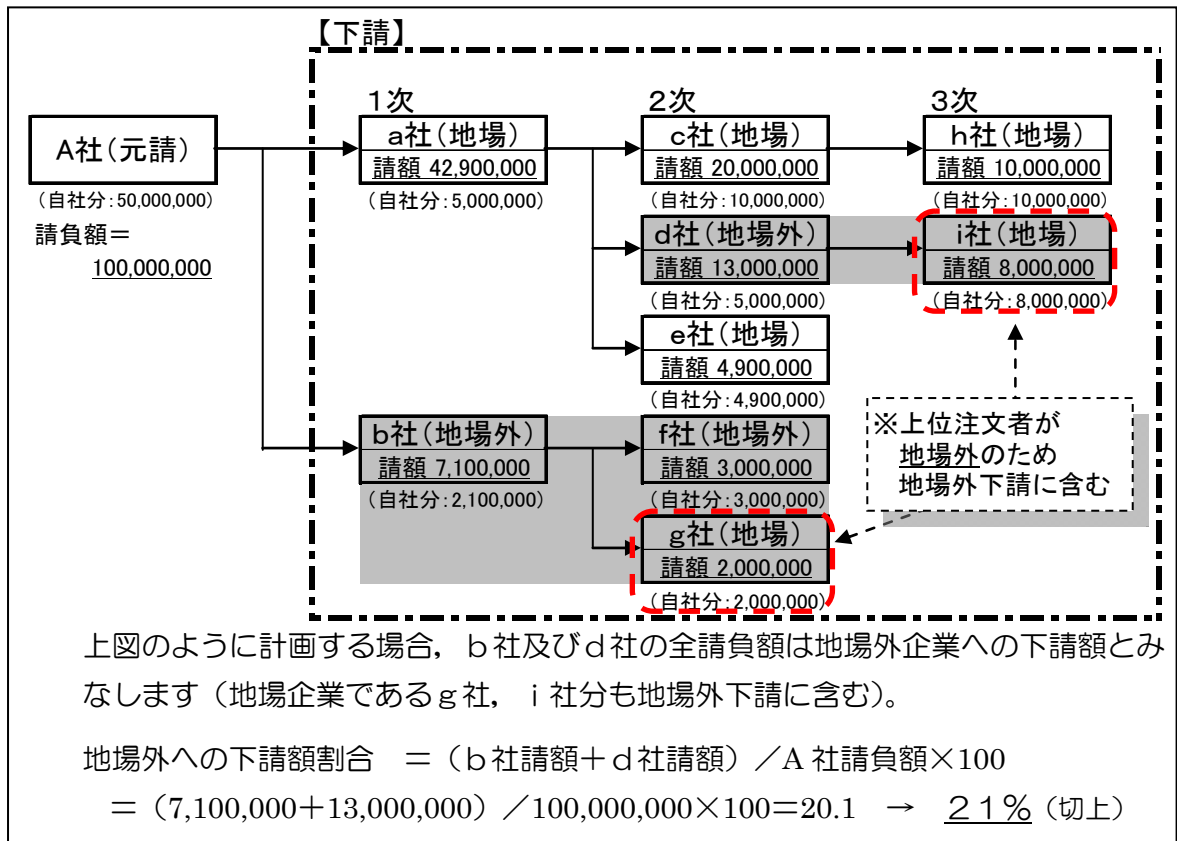 【下請】
1次
2次
3次
A社(元請)
(自社分:50,000,000)
請負額=
100,000,000
a社(地場)
請額 42,900,000
(自社分:5,000,000)
c社(地場)
請額 20,000,000
(自社分:10,000,000)
h社(地場)
請額 10,000,000
(自社分:10,000,000)
d社(地場外)
請額 13,000,000
(自社分:5,000,000)
i社(地場)
請額 8,000,000
(自社分:8,000,000)
e社(地場)
請額 4,900,000
(自社分:4,900,000)
b社(地場外)
請額 7,100,000
(自社分:2,100,000)
f社(地場外)
請額 3,000,000
(自社分:3,000,000)
g社(地場)
請額 2,000,000
(自社分:2,000,000)
※上位注文者が
地場外のため
地場外下請に含む
上図のように計画する場合,b社及びd社の全請負額は地場外企業への下請額とみ
なします(地場企業であるg社,i社分も地場外下請に含む)。
地場外への下請額割合 =(b社請額+d社請額)/A社請負額×100
=(7,100,000+13,000,000)/100,000,000×100=20.1 → 21%(切上)